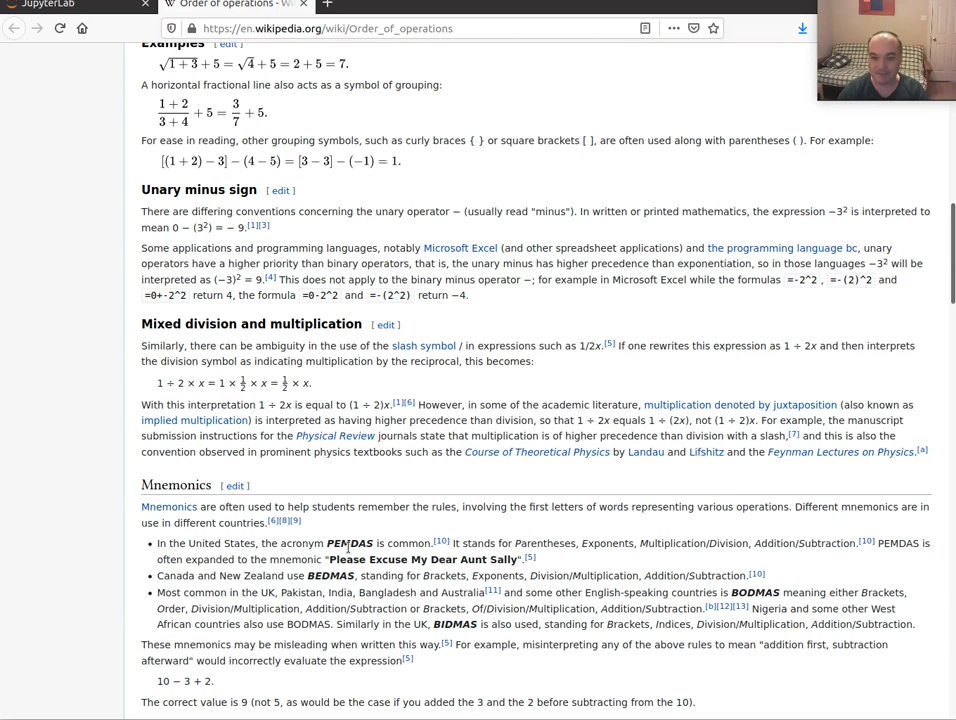 JupyterLab × W Order of operations - Wi × +
https://en.wikipedia.org/wiki/Order_of_operations
Examples [ edit ]
√1 + 3 + 5 = √4 + 5 = 2 + 5 = 7.
A horizontal fractional line also acts as a symbol of grouping:
1 + 2 / 3 + 4 + 5 = 3 / 7 + 5.
For ease in reading, other grouping symbols, such as curly braces { } or square brackets [ ], are often used along with parentheses ( ). For example:
[(1 + 2) − 3] − (4 − 5) = [3 − 3] − (−1) = 1.
Unary minus sign [ edit ]
There are differing conventions concerning the unary operator − (usually read "minus"). In written or printed mathematics, the expression −3² is interpreted to
mean 0 − (3²) = − 9.[1][3]
Some applications and programming languages, notably Microsoft Excel (and other spreadsheet applications) and the programming language bc, unary
operators have a higher priority than binary operators, that is, the unary minus has higher precedence than exponentiation, so in those languages −3² will be
interpreted as (−3)² = 9.[4] This does not apply to the binary minus operator −; for example in Microsoft Excel while the formulas =-2^2 , =-(2)^2 and
=0+-2^2 return 4, the formula =0-2^2 and =-(2^2) return −4.
Mixed division and multiplication [ edit ]
Similarly, there can be ambiguity in the use of the slash symbol / in expressions such as 1/2x.[5] If one rewrites this expression as 1 ÷ 2x and then interprets
the division symbol as indicating multiplication by the reciprocal, this becomes:
1 ÷ 2 × x = 1 × 1/2 × x = 1/2 × x.
With this interpretation 1 ÷ 2x is equal to (1 ÷ 2)x.[1][6] However, in some of the academic literature, multiplication denoted by juxtaposition (also known as
implied multiplication) is interpreted as having higher precedence than division, so that 1 ÷ 2x equals 1 ÷ (2x), not (1 ÷ 2)x. For example, the manuscript
submission instructions for the Physical Review journals state that multiplication is of higher precedence than division with a slash,[7] and this is also the
convention observed in prominent physics textbooks such as the Course of Theoretical Physics by Landau and Lifshitz and the Feynman Lectures on Physics.[a]
Mnemonics [ edit ]
Mnemonics are often used to help students remember the rules, involving the first letters of words representing various operations. Different mnemonics are in
use in different countries.[6][8][9]
• In the United States, the acronym PEMDAS is common.[10] It stands for Parentheses, Exponents, Multiplication/Division, Addition/Subtraction.[10] PEMDAS is
often expanded to the mnemonic "Please Excuse My Dear Aunt Sally".[5]
• Canada and New Zealand use BEDMAS, standing for Brackets, Exponents, Division/Multiplication, Addition/Subtraction.[10]
• Most common in the UK, Pakistan, India, Bangladesh and Australia[11] and some other English-speaking countries is BODMAS meaning either Brackets,
Order, Division/Multiplication, Addition/Subtraction or Brackets, Of/Division/Multiplication, Addition/Subtraction.[b][12][13] Nigeria and some other West
African countries also use BODMAS. Similarly in the UK, BIDMAS is also used, standing for Brackets, Indices, Division/Multiplication, Addition/Subtraction.
These mnemonics may be misleading when written this way.[5] For example, misinterpreting any of the above rules to mean "addition first, subtraction
afterward" would incorrectly evaluate the expression[5]
10 − 3 + 2.
The correct value is 9 (not 5, as would be the case if you added the 3 and the 2 before subtracting from the 10).